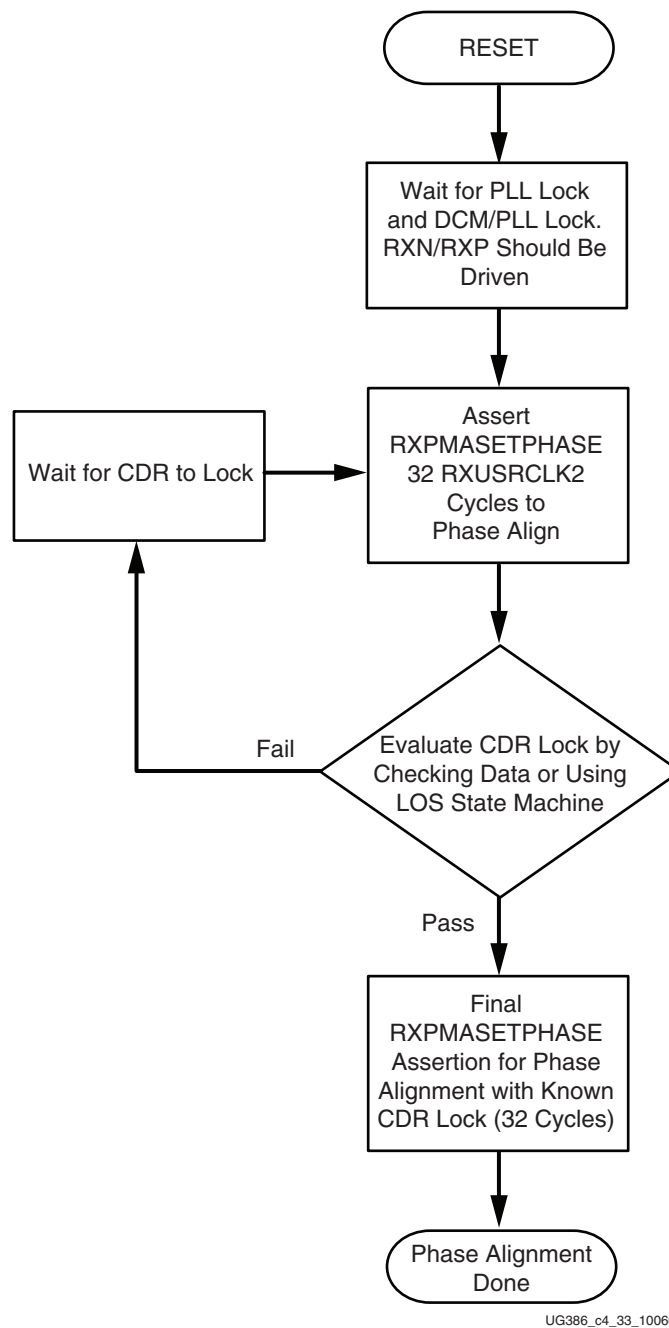 RESET
Wait for PLL Lock
and DCM/PLL Lock.
RXN/RXP Should Be
Driven
Assert
RXPMASETPHASE
32 RXUSRCLK2
Cycles to
Phase Align
Wait for CDR to Lock
Fail
Evaluate CDR Lock by
Checking Data or Using
LOS State Machine
Pass
Final
RXPMASETPHASE
Assertion for Phase
Alignment with Known
CDR Lock (32 Cycles)
Phase Alignment
Done
UG386_c4_33_1006